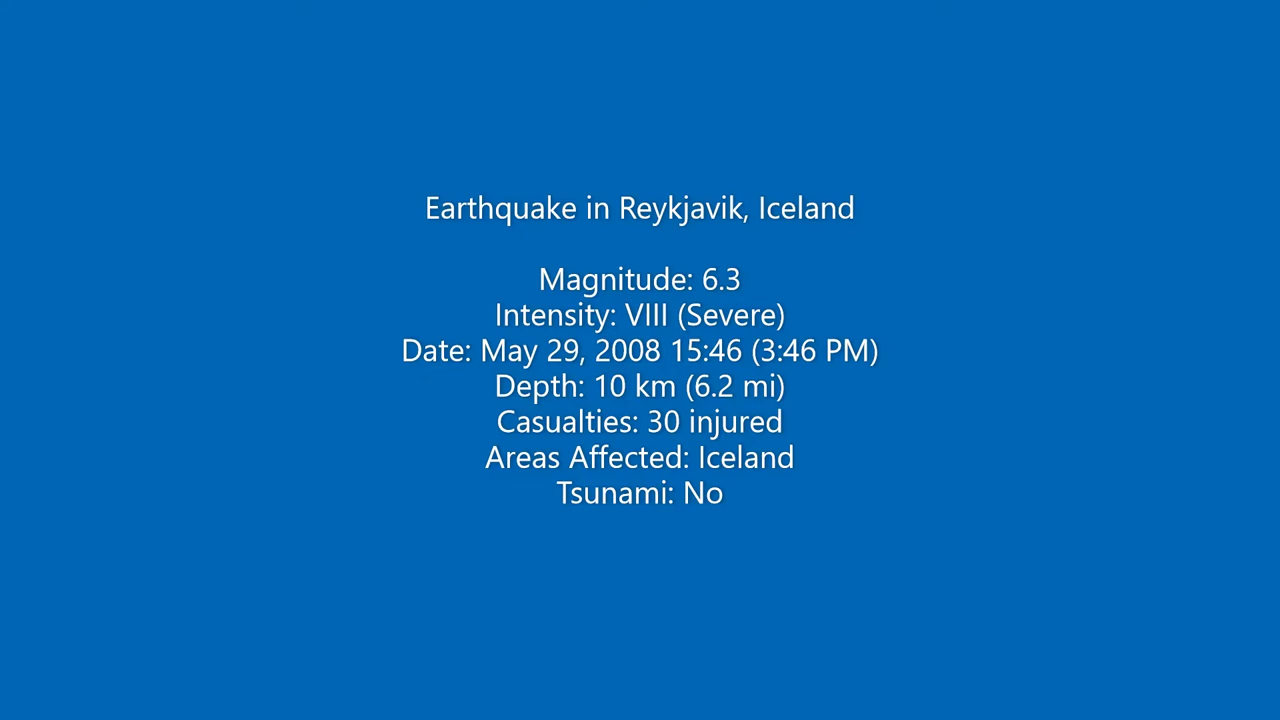 Earthquake in Reykjavik, Iceland
Magnitude: 6.3
Intensity: VIII (Severe)
Date: May 29, 2008 15:46 (3:46 PM)
Depth: 10 km (6.2 mi)
Casualties: 30 injured
Areas Affected: Iceland
Tsunami: No